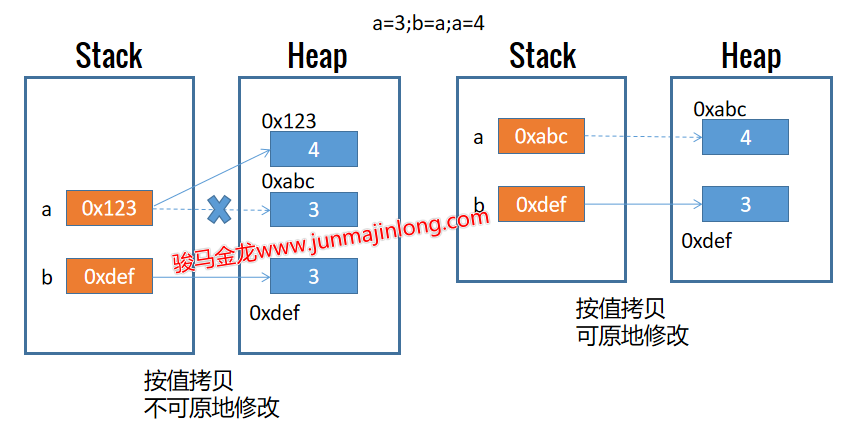 a=3;b=a;a=4
Stack
Heap
0x123
4
0xabc
a
0x123
3
b
0xdef
3
0xdef
按值拷贝
不可原地修改
Stack
Heap
0xabc
a
0xabc
4
b
0xdef
3
0xdef
按值拷贝
可原地修改
骏马金龙www.junmajinlong.com